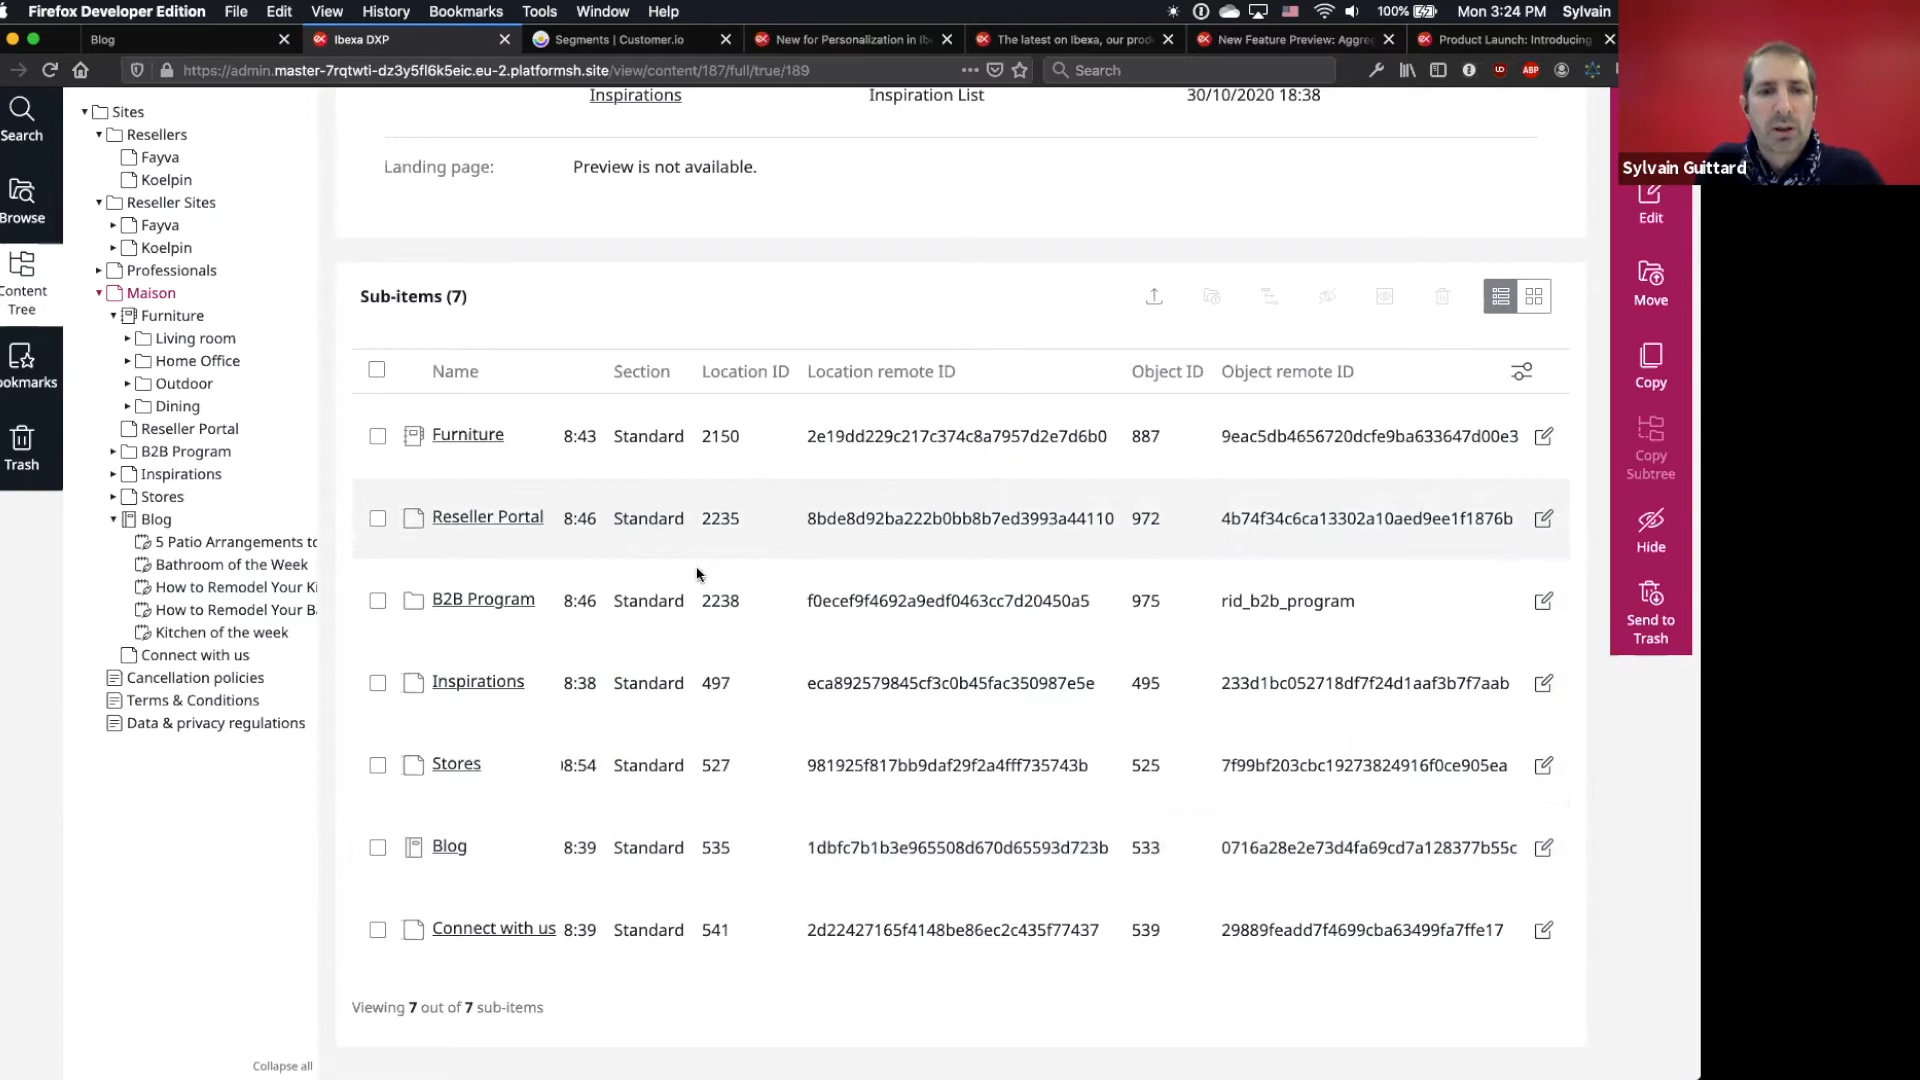 Firefox Developer Edition File Edit View History Bookmarks Tools Window Help 100% Mon 3:24 PM Sylvain
Blog Ibexa DXP Segments | Customer.io New for Personalization in Ib The latest on Ibexa, our prod New Feature Preview: Aggre Product Launch: Introducing
https://admin.master-7rqtwti-dz3y5fl6k5eic.eu-2.platformsh.site/view/content/187/full/true/189 Search
Sylvain Guittard
Search
Browse
Content
Tree
ookmarks
Trash
Sites
Resellers
Fayva
Koelpin
Reseller Sites
Fayva
Koelpin
Professionals
Maison
Furniture
Living room
Home Office
Outdoor
Dining
Reseller Portal
B2B Program
Inspirations
Stores
Blog
5 Patio Arrangements to
Bathroom of the Week
How to Remodel Your Ki
How to Remodel Your B
Kitchen of the week
Connect with us
Cancellation policies
Terms & Conditions
Data & privacy regulations
Collapse all
Inspirations Inspiration List 30/10/2020 18:38
Landing page: Preview is not available.
Sub-items (7)
Name Section Location ID Location remote ID Object ID Object remote ID
Furniture 8:43 Standard 2150 2e19dd229c217c374c8a7957d2e7d6b0 887 9eac5db4656720dcfe9ba633647d00e3
Reseller Portal 8:46 Standard 2235 8bde8d92ba222b0bb8b7ed3993a44110 972 4b74f34c6ca13302a10aed9ee1f1876b
B2B Program 8:46 Standard 2238 f0ecef9f4692a9edf0463cc7d20450a5 975 rid_b2b_program
Inspirations 8:38 Standard 497 eca892579845cf3c0b45fac350987e5e 495 233d1bc052718df7f24d1aaf3b7f7aab
Stores 8:54 Standard 527 981925f817bb9daf29f2a4fff735743b 525 7f99bf203cbc19273824916f0ce905ea
Blog 8:39 Standard 535 1dbfc7b1b3e965508d670d65593d723b 533 0716a28e2e73d4fa69cd7a128377b55c
Connect with us 8:39 Standard 541 2d22427165f4148be86ec2c435f77437 539 29889feadd7f4699cba63499fa7ffe17
Viewing 7 out of 7 sub-items
Edit
Move
Copy
Copy
Subtree
Hide
Send to
Trash